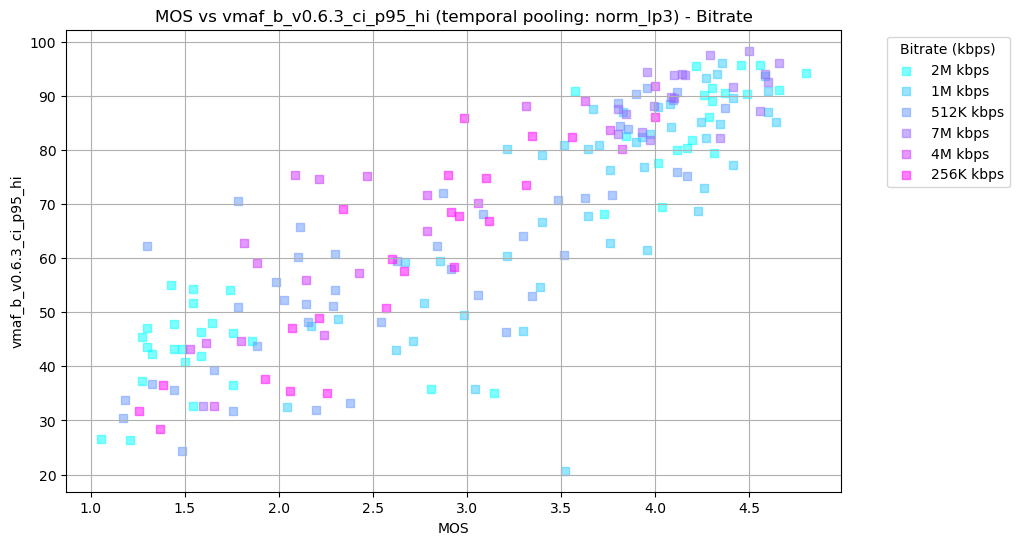 MOS vs vmaf_b_v0.6.3_ci_p95_hi (temporal pooling: norm_lp3) - Bitrate
vmaf_b_v0.6.3_ci_p95_hi
100
90
80
70
60
50
40
30
20
1.0 1.5 2.0 2.5 3.0 3.5 4.0 4.5
MOS
Bitrate (kbps)
2M kbps
1M kbps
512K kbps
7M kbps
4M kbps
256K kbps